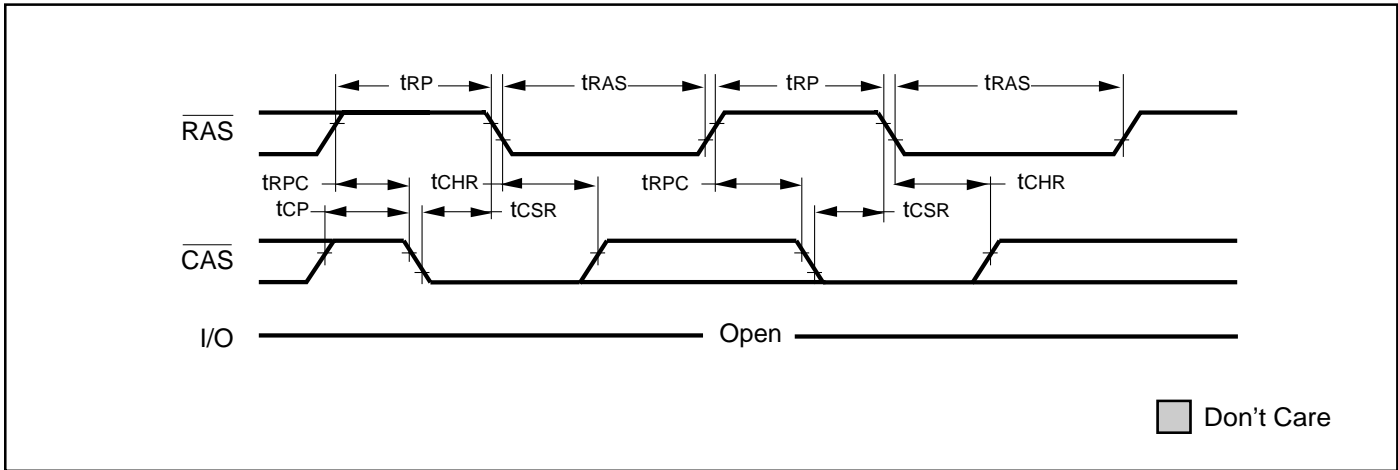 tRP tRAS tRP tRAS
RAS
tRPC tCHR tRPC tCHR
tCP tCSR tCSR
CAS
I/O Open
Don't Care